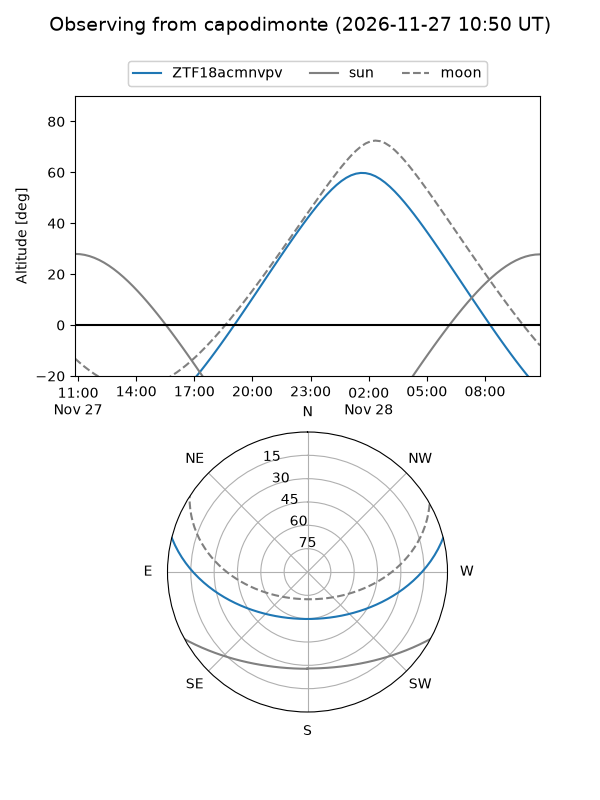 Observing from capodimonte (2026-11-27 10:50 UT)
ZTF18acmnvpv sun moon
Altitude [deg]
80
60
40
20
0
−20
11:00 14:00 17:00 20:00 23:00 02:00 05:00 08:00
Nov 27 Nov 28
N
NE NW
15
30
45
60
75
E W
SE SW
S